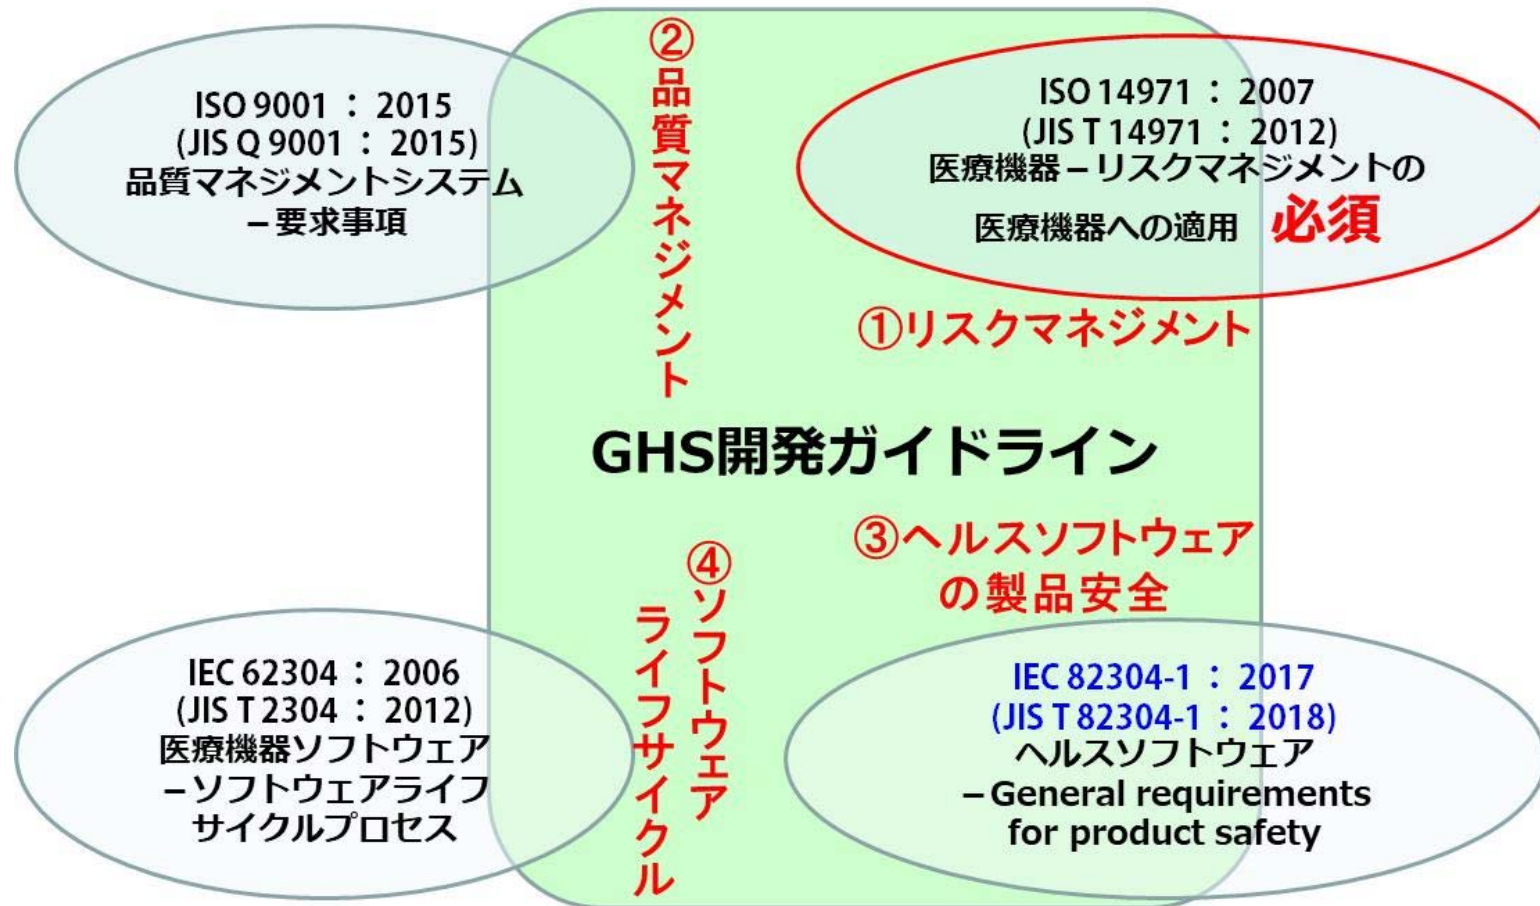 ISO 9001 : 2015
(JIS Q 9001 : 2015)
品質マネジメントシステム
－要求事項
②品質マネジメント
ISO 14971 : 2007
(JIS T 14971 : 2012)
医療機器－リスクマネジメントの
医療機器への適用 必須
①リスクマネジメント
GHS開発ガイドライン
③ヘルスソフトウェア
の製品安全
④ソフトウェア
ライフサイクル
IEC 62304 : 2006
(JIS T 2304 : 2012)
医療機器ソフトウェア
－ソフトウェアライフ
サイクルプロセス
IEC 82304-1 : 2017
(JIS T 82304-1 : 2018)
ヘルスソフトウェア
－General requirements
for product safety